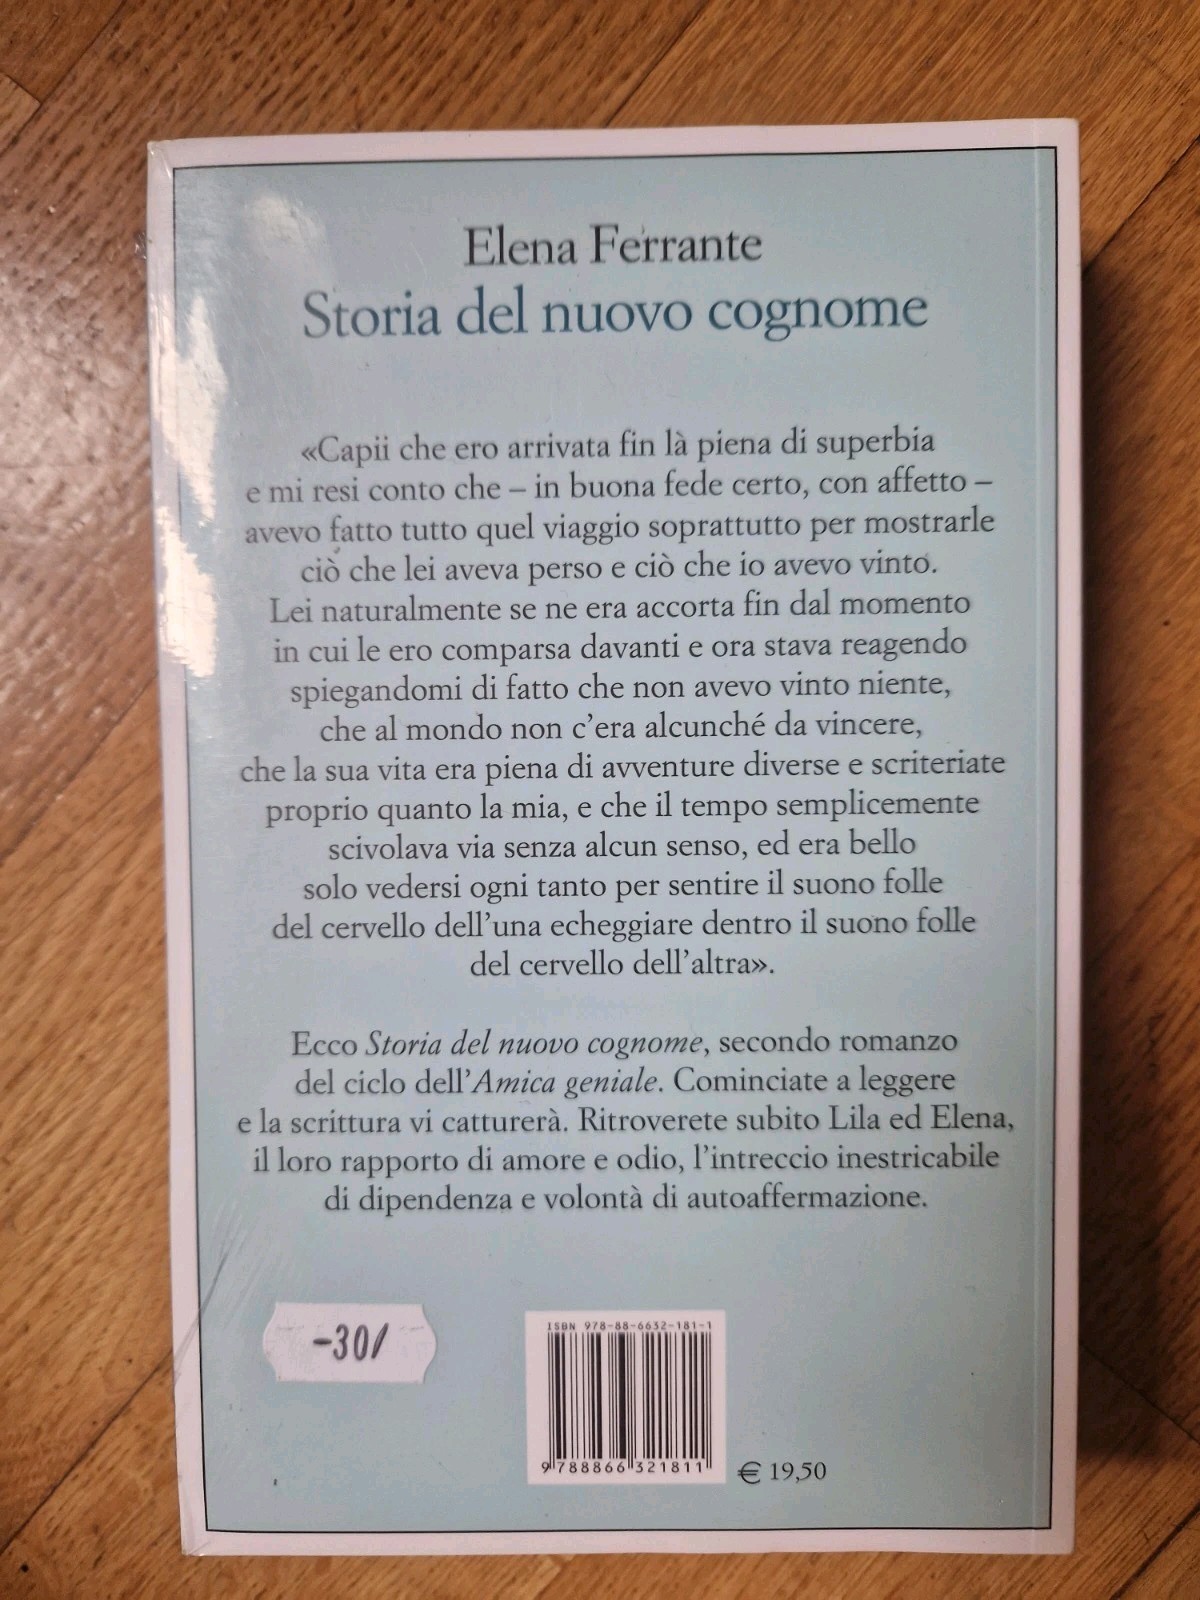 Elena Ferrante
Storia del nuovo cognome
«Capii che ero arrivata fin là piena di superbia
e mi resi conto che – in buona fede certo, con affetto –
avevo fatto tutto quel viaggio soprattutto per mostrarle
ciò che lei aveva perso e ciò che io avevo vinto.
Lei naturalmente se ne era accorta fin dal momento
in cui le ero comparsa davanti e ora stava reagendo
spiegandomi di fatto che non avevo vinto niente,
che al mondo non c'era alcunché da vincere,
che la sua vita era piena di avventure diverse e scriteriate
proprio quanto la mia, e che il tempo semplicemente
scivolava via senza alcun senso, ed era bello
solo vedersi ogni tanto per sentire il suono folle
del cervello dell'una echeggiare dentro il suono folle
del cervello dell'altra».
Ecco Storia del nuovo cognome, secondo romanzo
del ciclo dell'Amica geniale. Cominciate a leggere
e la scrittura vi catturerà. Ritroverete subito Lila ed Elena,
il loro rapporto di amore e odio, l'intreccio inestricabile
di dipendenza e volontà di autoaffermazione.
-30/
ISBN 978-88-6632-181-1
9 788866 321811
€ 19,50